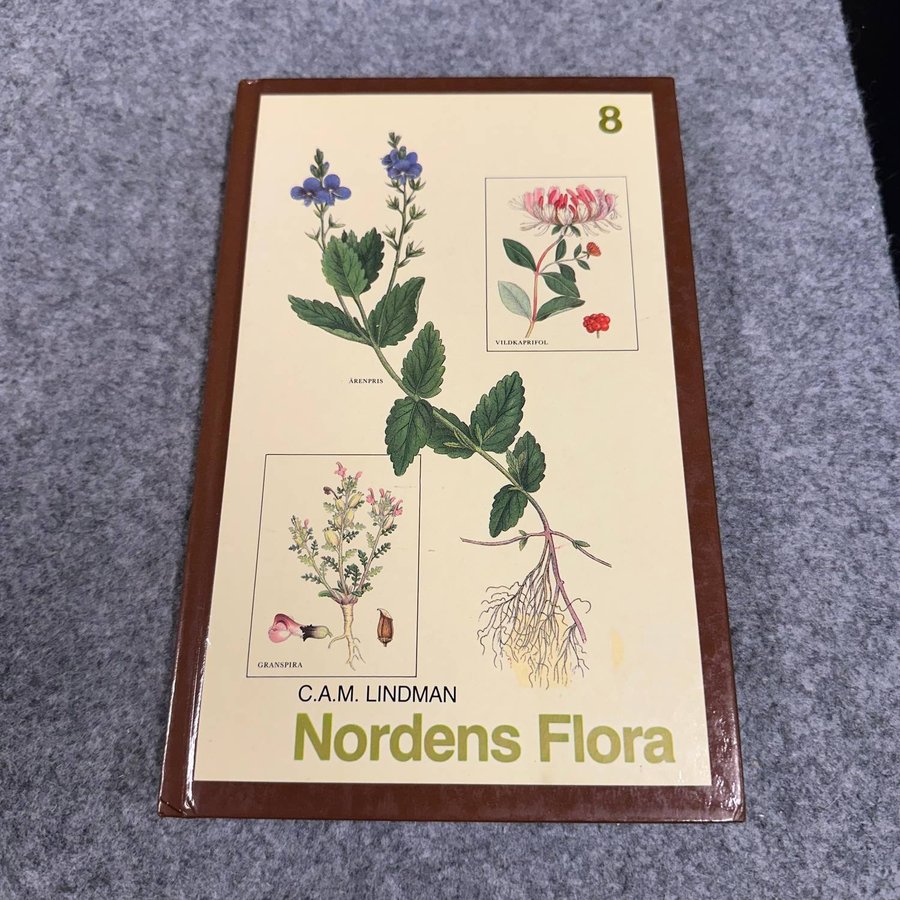 8
VILDKAPRIFOL
ÄRENPRIS
GRANSPIRA
C.A.M. LINDMAN
Nordens Flora